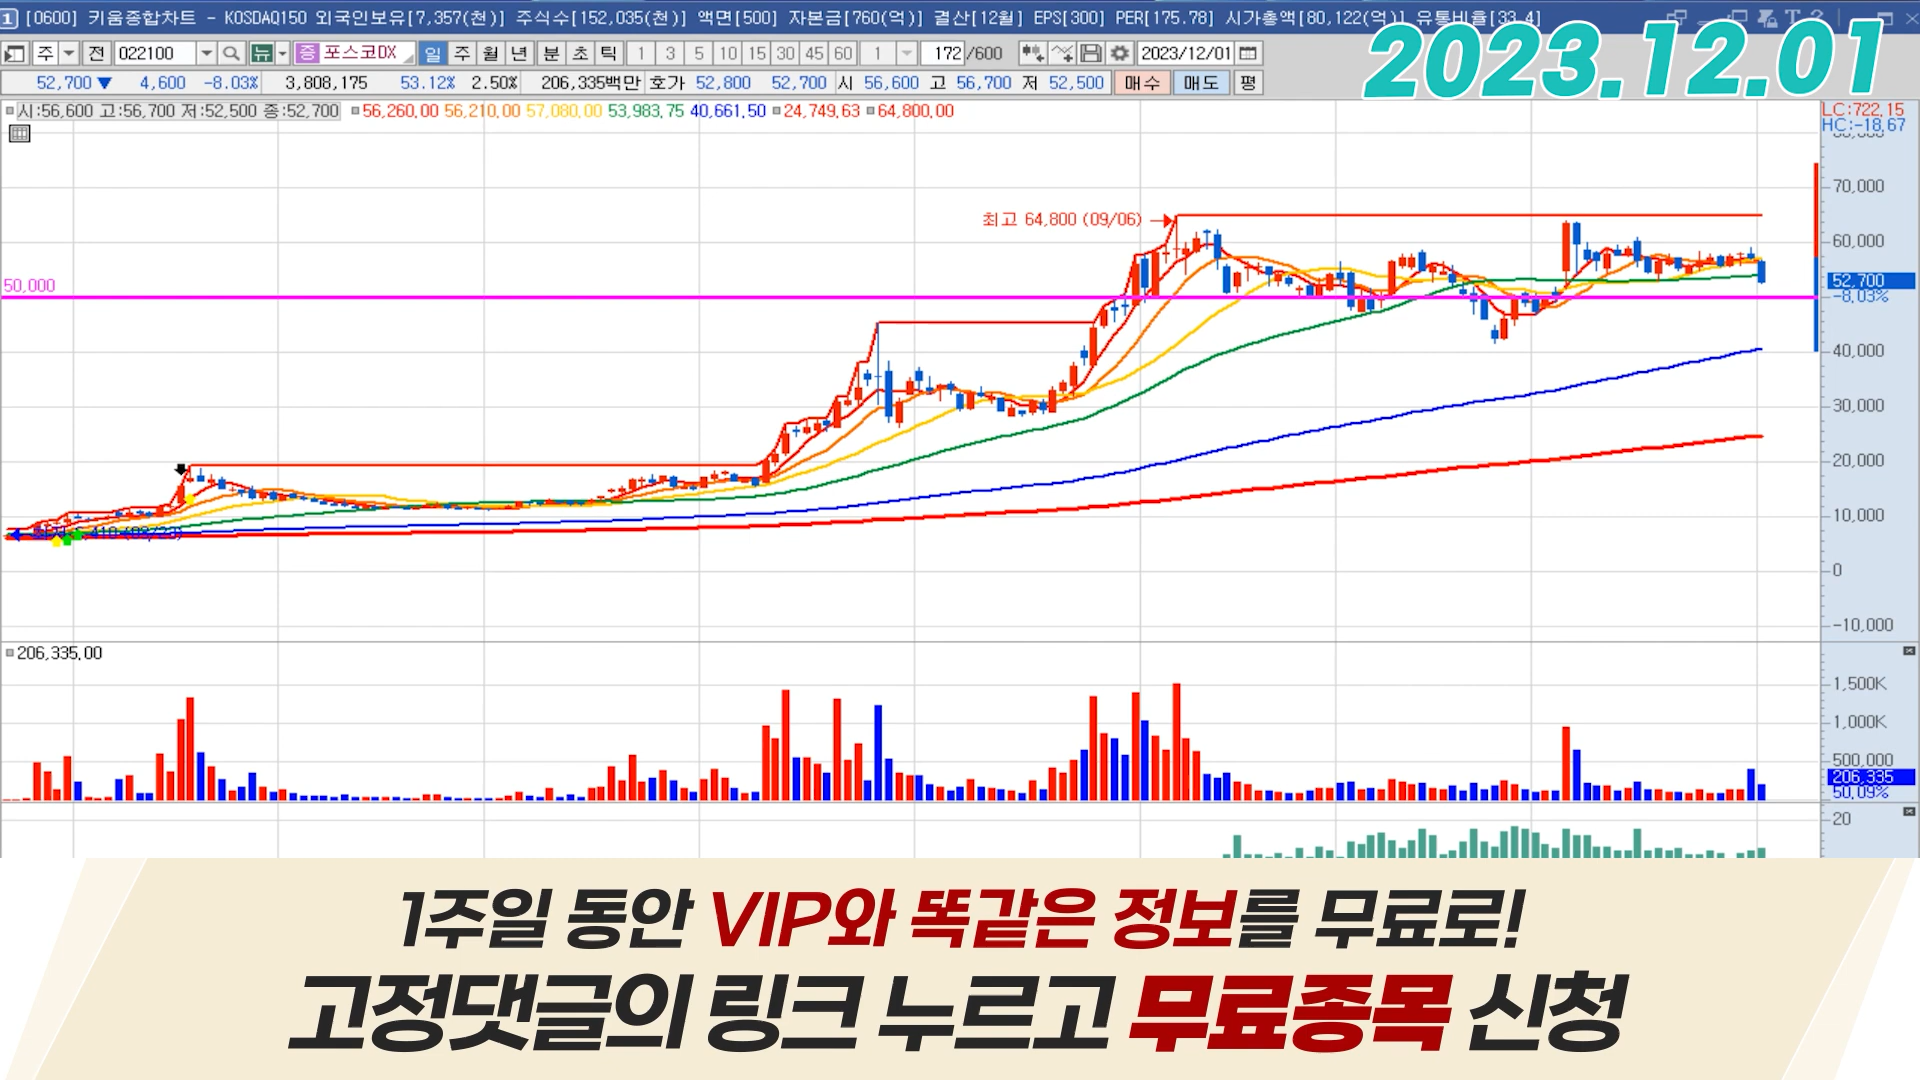 [0600] 키움종합차트 - KOSDAQ150 외국인보유[7,357(천)] 주식수[152,035(천)] 액면[500] 자본금[760(억)] 결산[12월] EPS[300] PER[175.78] 시가총액[80,122(억)] 유통비율[33.4]
2023.12.01
주 전 022100 뉴 증 포스코DX 일 주 월 년 분 초 틱 1 3 5 10 15 30 45 60 1 172 /600 2023/12/01
52,700 ▼ 4,600 -8.03% 3,808,175 53.12% 2.50% 206,335백만 호가 52,800 52,700 시 56,600 고 56,700 저 52,500 매수 매도 평
시:56,600 고:56,700 저:52,500 종:52,700 56,260.00 56,210.00 57,080.00 53,983.75 40,661.50 24,749.63 64,800.00
LC:722.15
HC:-18.67
70,000
최고 64,800 (09/06)
60,000
50,000
52,700
-8.03%
40,000
30,000
20,000
10,000
0
-10,000
206,335.00
1,500K
1,000K
500,000
206,335
50.09%
20
1주일 동안 VIP와 똑같은 정보를 무료로!
고정댓글의 링크 누르고 무료종목 신청